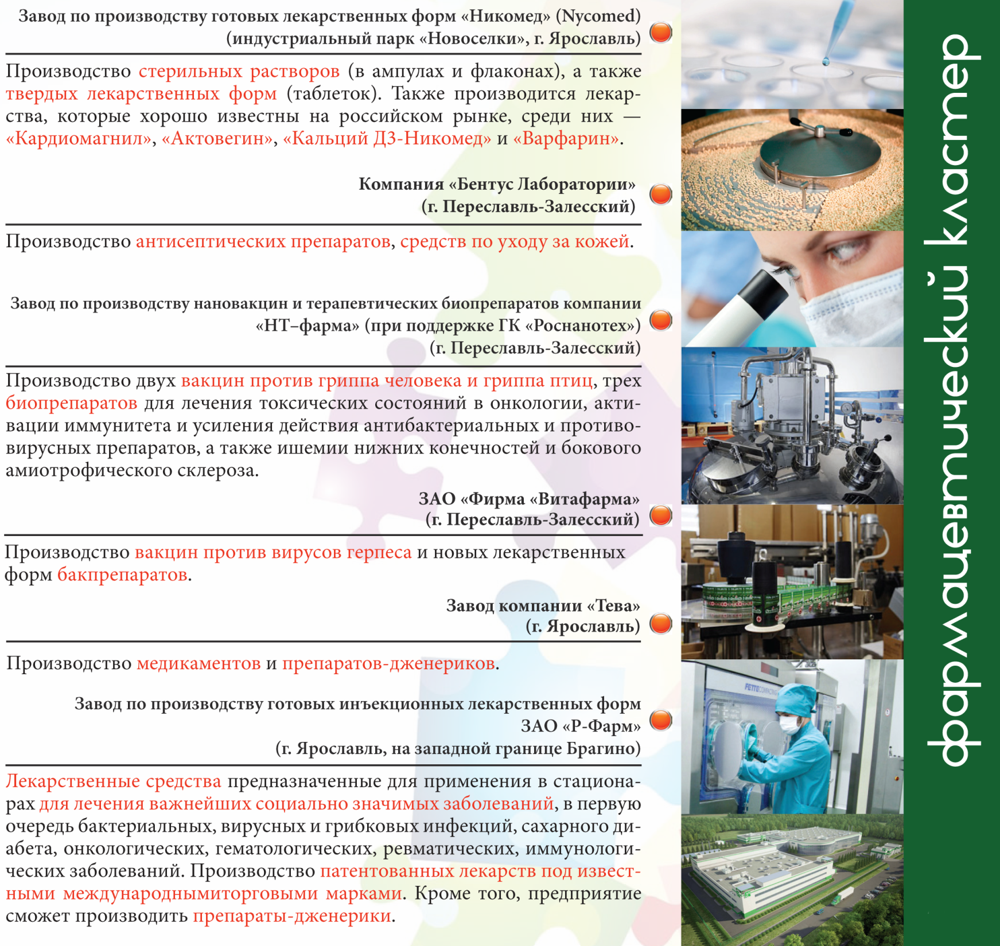 Завод по производству готовых лекарственных форм «Никомед» (Nycomed)
(индустриальный парк «Новоселки», г. Ярославль)
Производство стерильных растворов (в ампулах и флаконах), а также
твердых лекарственных форм (таблеток). Также производится лекар-
ства, которые хорошо известны на российском рынке, среди них —
«Кардиомагнил», «Актовегин», «Кальций Д3-Никомед» и «Варфарин».
Компания «Бентус Лаборатории»
(г. Переславль-Залесский)
Производство антисептических препаратов, средств по уходу за кожей.
Завод по производству нановакцин и терапевтических биопрепаратов компании
«НТ–фарма» (при поддержке ГК «Роснанотех»)
(г. Переславль-Залесский)
Производство двух вакцин против гриппа человека и гриппа птиц, трех
биопрепаратов для лечения токсических состояний в онкологии, акти-
вации иммунитета и усиления действия антибактериальных и противо-
вирусных препаратов, а также ишемии нижних конечностей и бокового
амиотрофического склероза.
ЗАО «Фирма «Витафарма»
(г. Переславль-Залесский)
Производство вакцин против вирусов герпеса и новых лекарственных
форм бакпрепаратов.
Завод компании «Тева»
(г. Ярославль)
Производство медикаментов и препаратов-дженериков.
Завод по производству готовых инъекционных лекарственных форм
ЗАО «Р-Фарм»
(г. Ярославль, на западной границе Брагино)
Лекарственные средства предназначенные для применения в стациона-
рах для лечения важнейших социально значимых заболеваний, в первую
очередь бактериальных, вирусных и грибковых инфекций, сахарного ди-
абета, онкологических, гематологических, ревматических, иммунологи-
ческих заболеваний. Производство патентованных лекарств под извест-
ными международнымиторговыми марками. Кроме того, предприятие
сможет производить препараты-дженерики.
фармацевтический кластер
FETTE COMPACTING